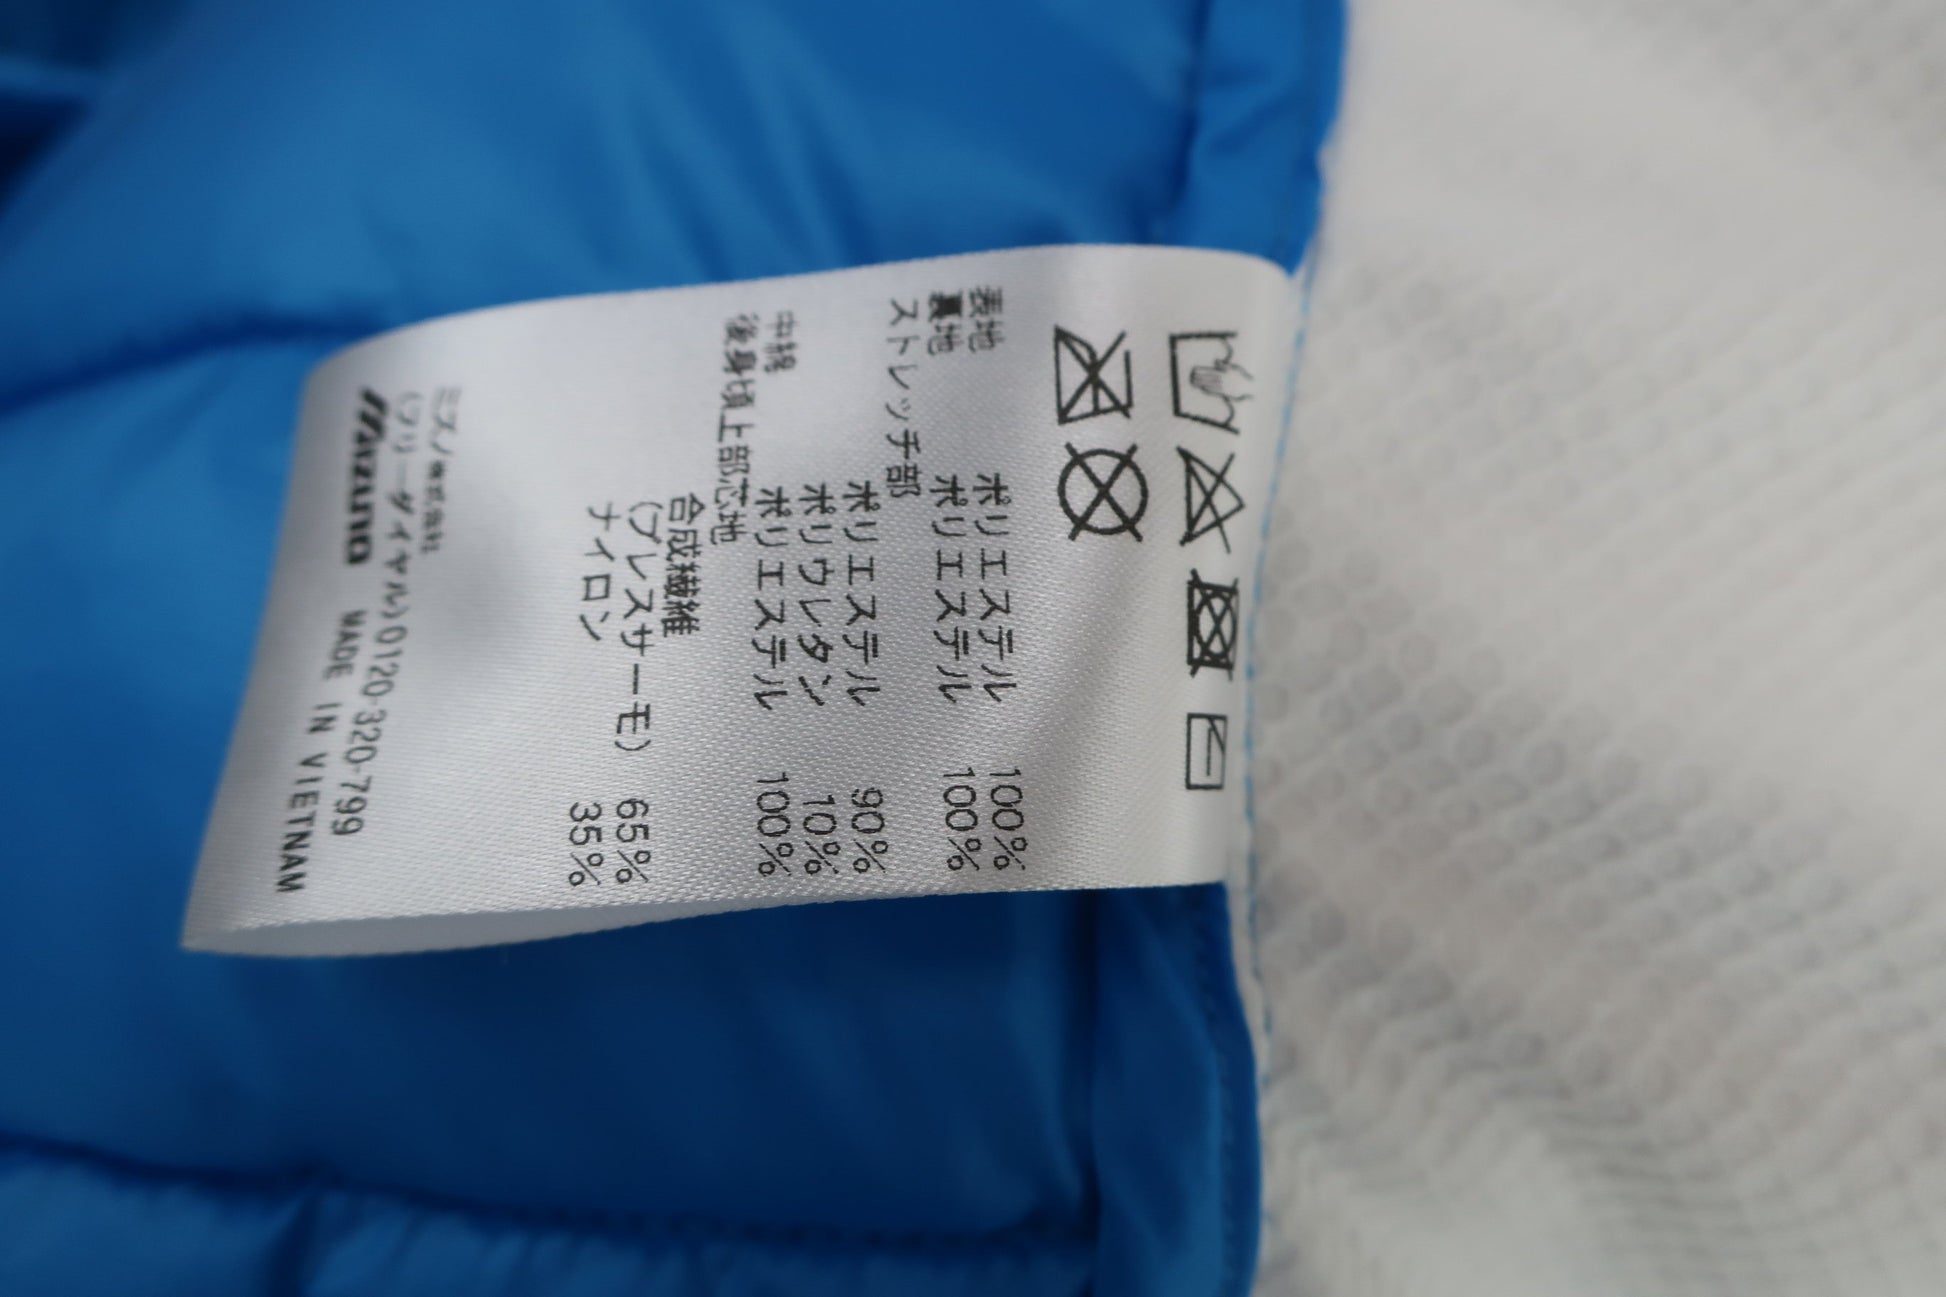 表地 ポリエステル 100%
裏地 ポリエステル 100%
ストレッチ部
ポリエステル 90%
ポリウレタン 10%
中綿 ポリエステル 100%
後身頃上部芯地
合成繊維
(ブレスサーモ) 65%
ナイロン 35%
ミズノ株式会社
(フリーダイヤル)0120-320-799
Mizuno MADE IN VIETNAM